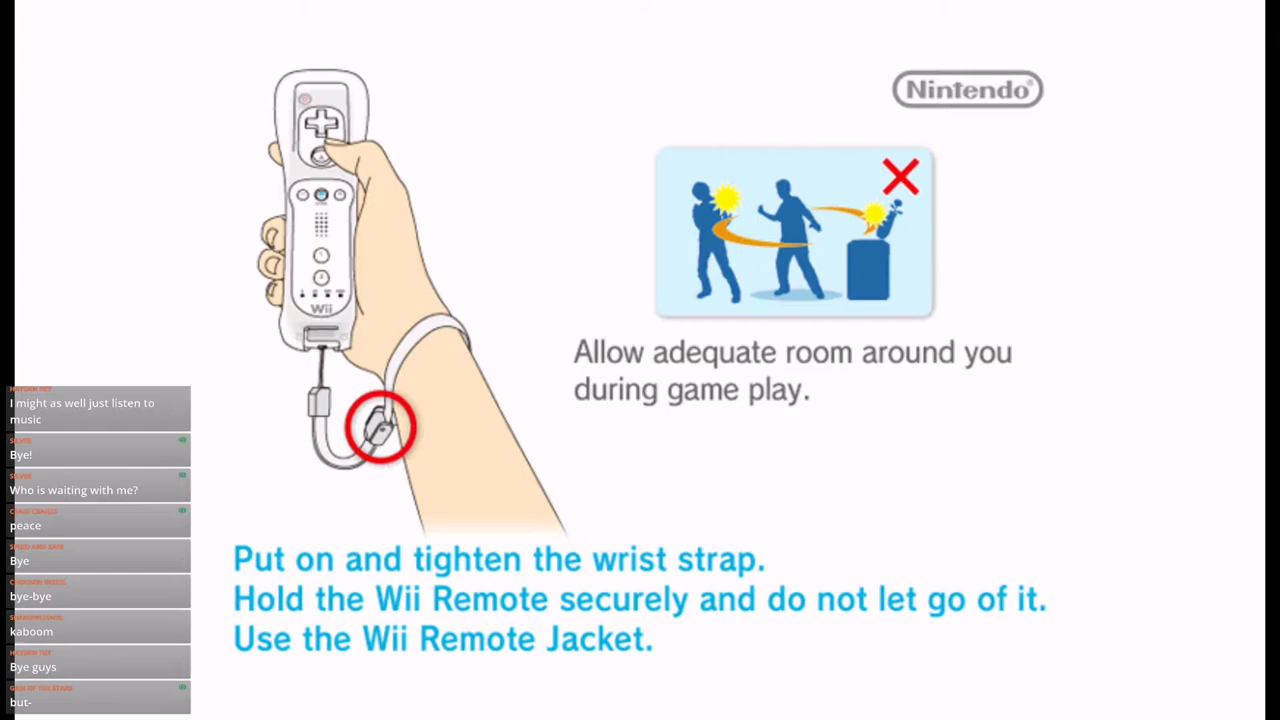 Nintendo®
Allow adequate room around you
during game play.
Wii
Put on and tighten the wrist strap.
Hold the Wii Remote securely and do not let go of it.
Use the Wii Remote Jacket.
I might as well just listen to
music
Bye!
Who is waiting with me?
peace
Bye
bye-bye
kaboom
Bye guys
but-